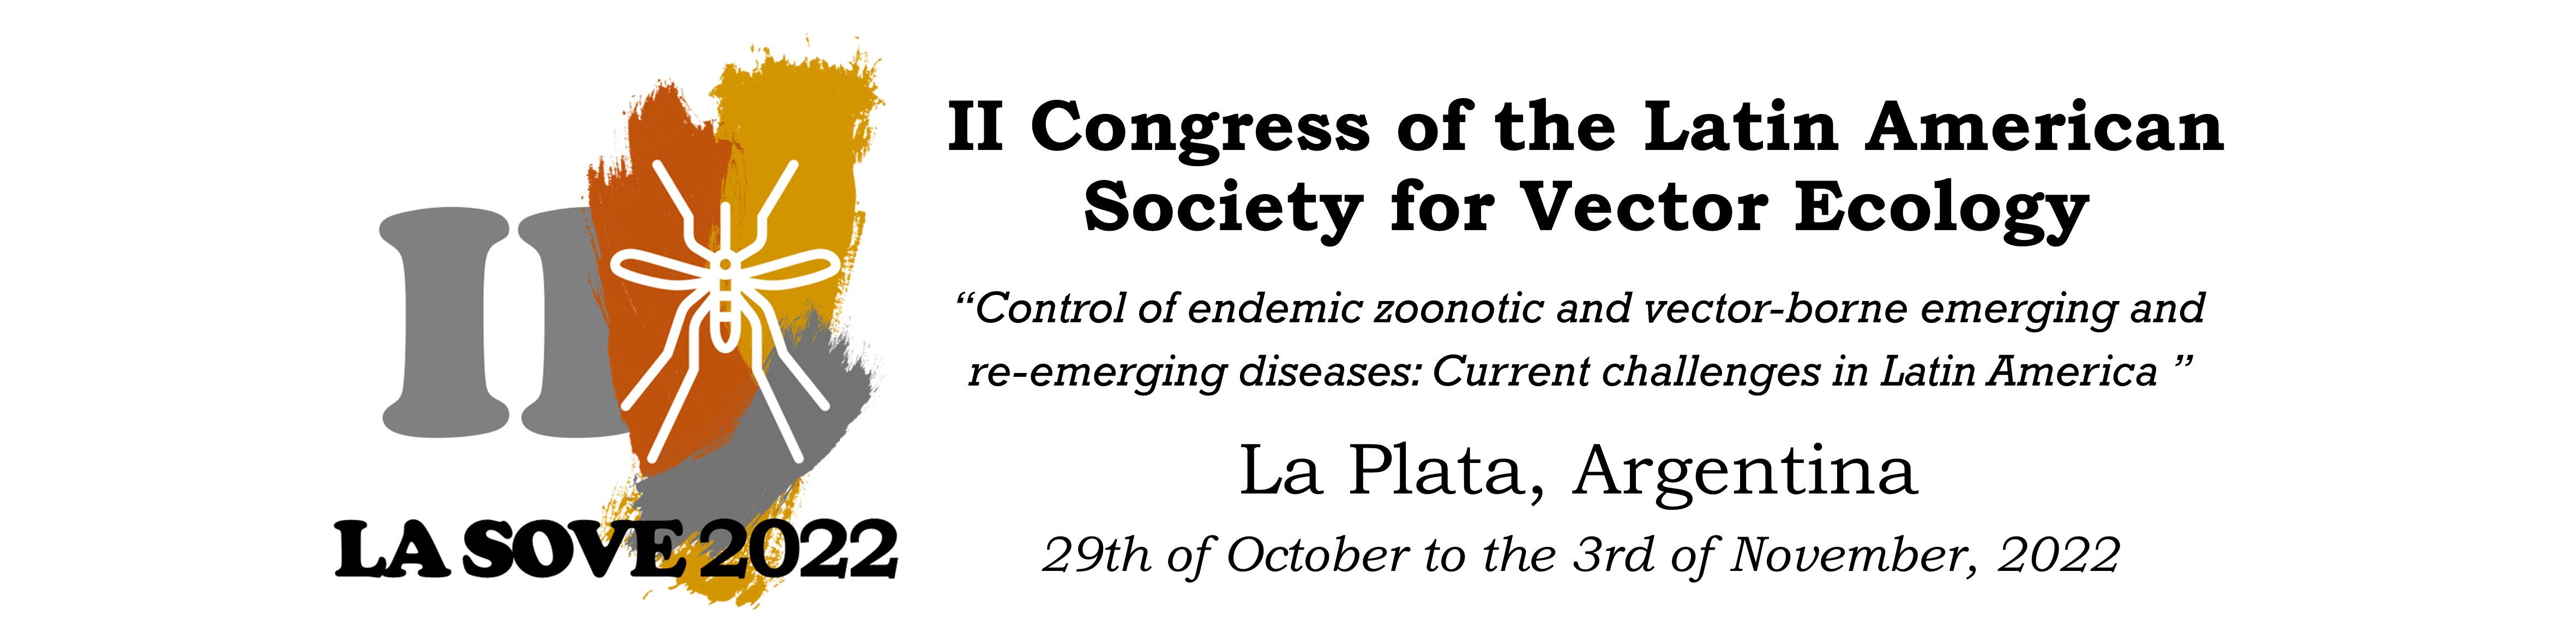 II
LA SOVE 2022
II Congress of the Latin American
Society for Vector Ecology
“Control of endemic zoonotic and vector-borne emerging and
re-emerging diseases: Current challenges in Latin America ”
La Plata, Argentina
29th of October to the 3rd of November, 2022